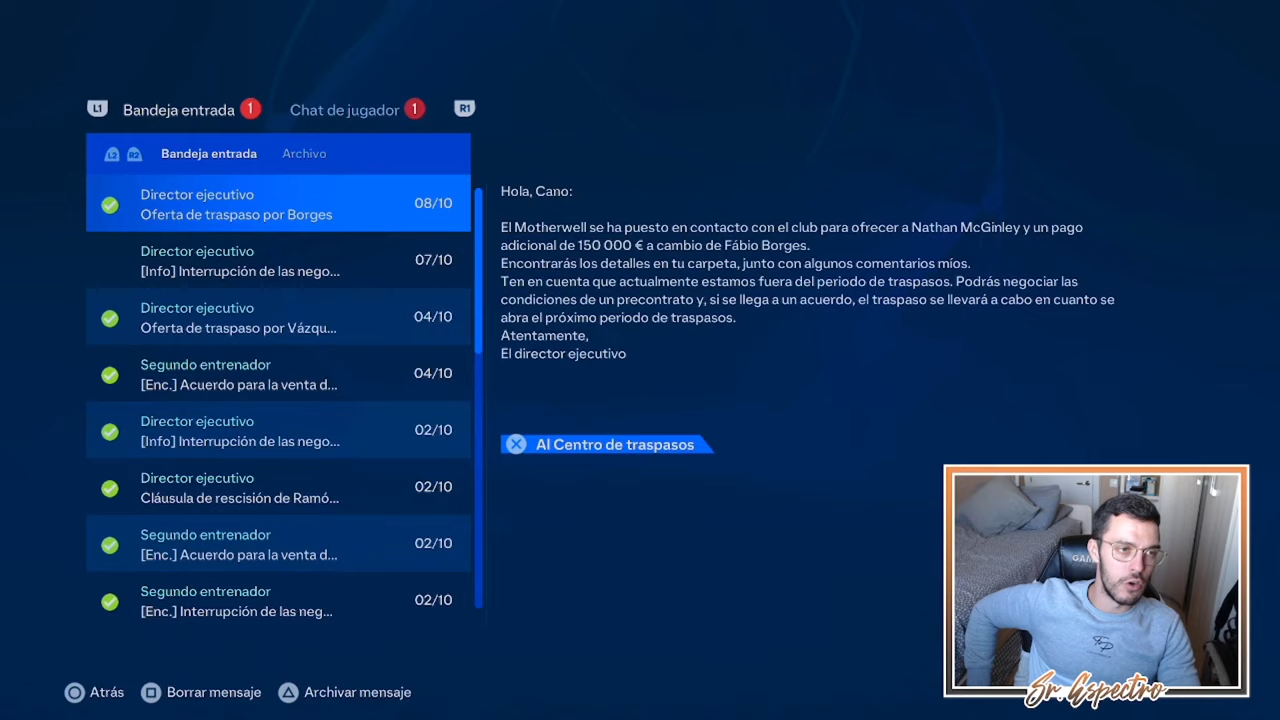 L1 Bandeja entrada 1 Chat de jugador 1 R1
L2 R2 Bandeja entrada Archivo
Director ejecutivo
Oferta de traspaso por Borges
08/10
Director ejecutivo
[Info] Interrupción de las nego...
07/10
Director ejecutivo
Oferta de traspaso por Vázqu...
04/10
Segundo entrenador
[Enc.] Acuerdo para la venta d...
04/10
Director ejecutivo
[Info] Interrupción de las nego...
02/10
Director ejecutivo
Cláusula de rescisión de Ramó...
02/10
Segundo entrenador
[Enc.] Acuerdo para la venta d...
02/10
Segundo entrenador
[Enc.] Interrupción de las neg...
02/10
Hola, Cano:
El Motherwell se ha puesto en contacto con el club para ofrecer a Nathan McGinley y un pago
adicional de 150 000 € a cambio de Fábio Borges.
Encontrarás los detalles en tu carpeta, junto con algunos comentarios míos.
Ten en cuenta que actualmente estamos fuera del periodo de traspasos. Podrás negociar las
condiciones de un precontrato y, si se llega a un acuerdo, el traspaso se llevará a cabo en cuanto se
abra el próximo periodo de traspasos.
Atentamente,
El director ejecutivo
Al Centro de traspasos
Sr. Espectro
Atrás Borrar mensaje Archivar mensaje